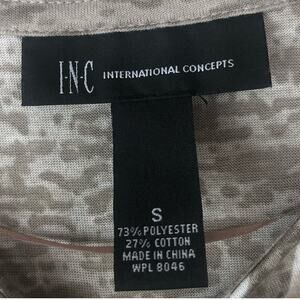 I·N·C INTERNATIONAL CONCEPTS
S
73% POLYESTER
27% COTTON
MADE IN CHINA
WPL 8046